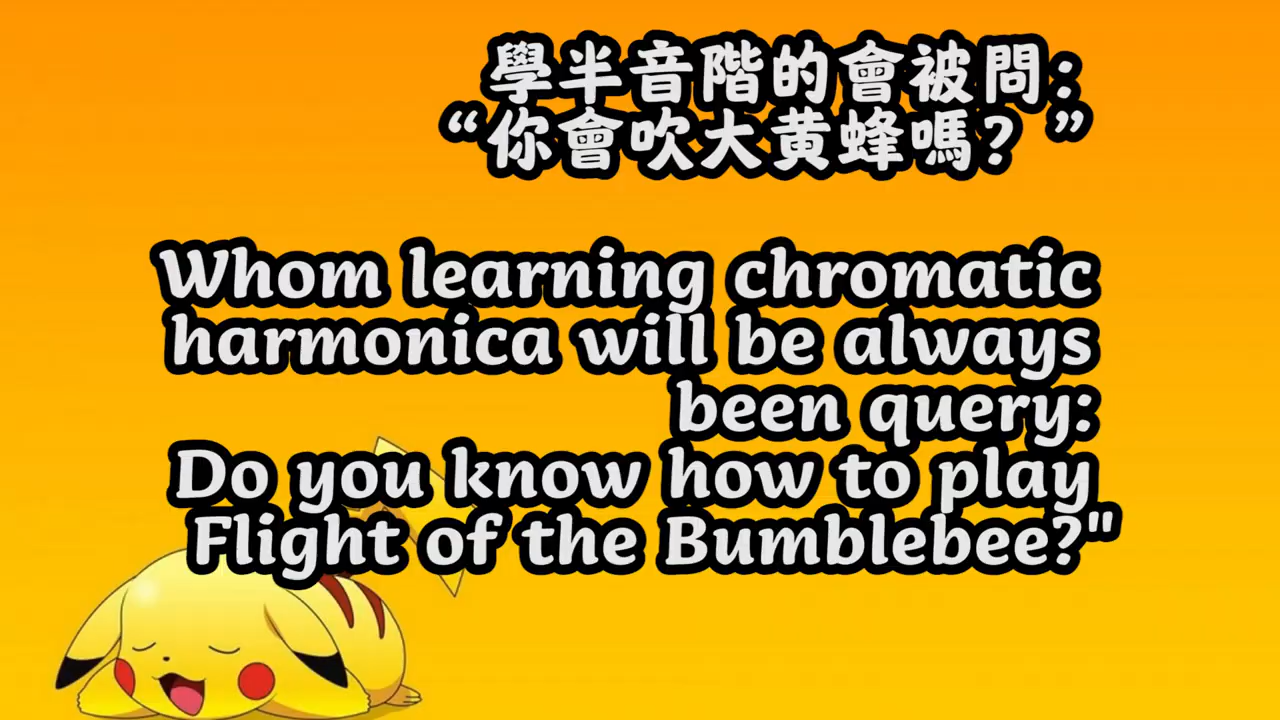 學半音階的會被問：
“你會吹大黄蜂嗎？”
Whom learning chromatic
harmonica will be always
been query:
Do you know how to play
Flight of the Bumblebee?"